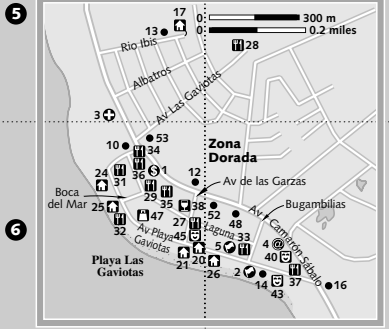 5
17
0 300 m
0 0.2 miles
13
Rio Ibis
28
Albatros
Av Las Gaviotas
3
53
Zona
Dorada
10
34
36
1
24
31
12
29
35
Av de las Garzas
Boca
del Mar
25
38
Bugambilias
52
48
47
32
27
Laguna
Av Camarón Sábalo
6
Av Playa
Gaviotas
45
5
33
4
40
Playa Las
Gaviotas
21
20
26
2
14
43
37
16